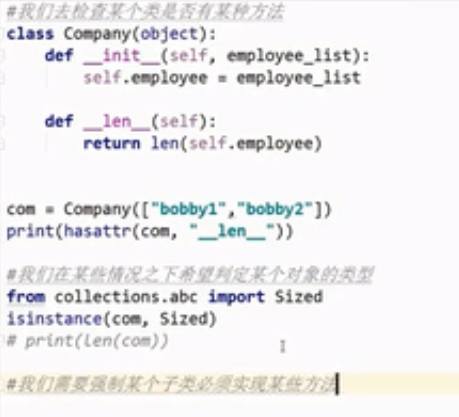 #我们去检查某个类是否有某种方法
class Company(object):
    def __init__(self, employee_list):
        self.employee = employee_list
    def __len__(self):
        return len(self.employee)
com = Company(["bobby1","bobby2"])
print(hasattr(com, "__len__"))
#我们在某些情况之下希望判定某个对象的类型
from collections.abc import Sized
isinstance(com, Sized)
# print(len(com))
#我们需要强制某个子类必须实现某些方法